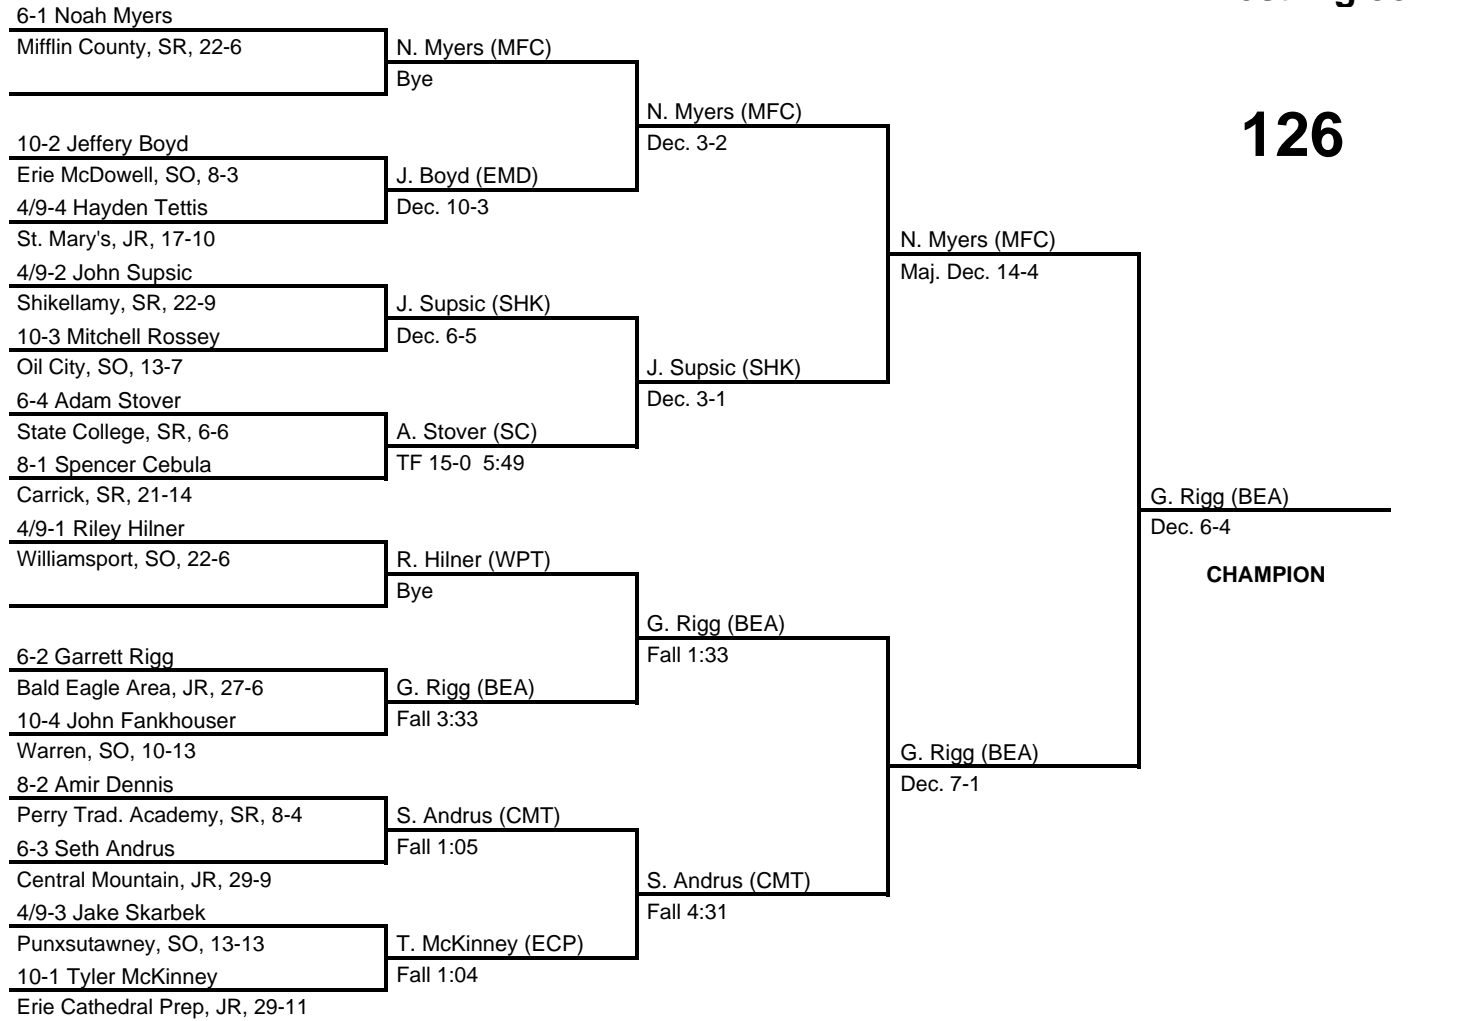 6-1 Noah Myers
Mifflin County, SR, 22-6
10-2 Jeffery Boyd
Erie McDowell, SO, 8-3
4/9-4 Hayden Tettis
St. Mary's, JR, 17-10
4/9-2 John Supsic
Shikellamy, SR, 22-9
10-3 Mitchell Rossey
Oil City, SO, 13-7
6-4 Adam Stover
State College, SR, 6-6
8-1 Spencer Cebula
Carrick, SR, 21-14
4/9-1 Riley Hilner
Williamsport, SO, 22-6
6-2 Garrett Rigg
Bald Eagle Area, JR, 27-6
10-4 John Fankhouser
Warren, SO, 10-13
8-2 Amir Dennis
Perry Trad. Academy, SR, 8-4
6-3 Seth Andrus
Central Mountain, JR, 29-9
4/9-3 Jake Skarbek
Punxsutawney, SO, 13-13
10-1 Tyler McKinney
Erie Cathedral Prep, JR, 29-11
N. Myers (MFC)
Bye
J. Boyd (EMD)
Dec. 10-3
J. Supsic (SHK)
Dec. 6-5
A. Stover (SC)
TF 15-0 5:49
R. Hilner (WPT)
Bye
G. Rigg (BEA)
Fall 3:33
S. Andrus (CMT)
Fall 1:05
T. McKinney (ECP)
Fall 1:04
N. Myers (MFC)
Dec. 3-2
J. Supsic (SHK)
Dec. 3-1
G. Rigg (BEA)
Fall 1:33
S. Andrus (CMT)
Fall 4:31
N. Myers (MFC)
Maj. Dec. 14-4
G. Rigg (BEA)
Dec. 7-1
G. Rigg (BEA)
Dec. 6-4
CHAMPION
126